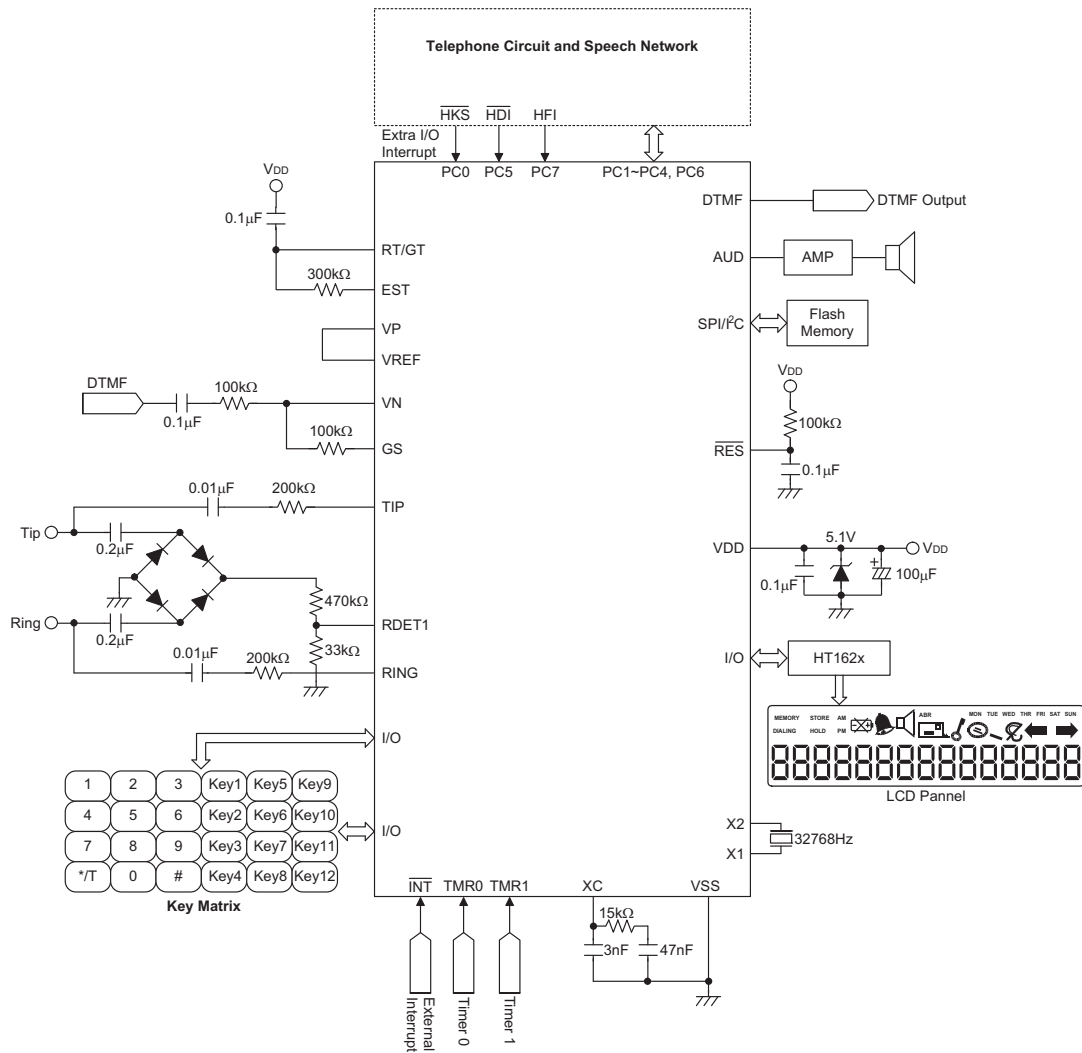 Telephone Circuit and Speech Network
HKS HDI HFI
Extra I/O
Interrupt
PC0 PC5 PC7 PC1~PC4, PC6
VDD
0.1μF
RT/GT
300kΩ
EST
VP
VREF
DTMF
0.1μF
100kΩ
VN
100kΩ
GS
0.01μF
200kΩ
TIP
Tip
0.2μF
470kΩ
RDET1
Ring
0.2μF
33kΩ
0.01μF
200kΩ
RING
I/O
1 2 3 Key1 Key5 Key9
4 5 6 Key2 Key6 Key10
I/O
7 8 9 Key3 Key7 Key11
*/T 0 # Key4 Key8 Key12
Key Matrix
DTMF
DTMF Output
AUD
AMP
SPI/I²C
Flash
Memory
VDD
100kΩ
RES
0.1μF
VDD
5.1V
VDD
0.1μF
+
100μF
I/O
HT162x
MEMORY STORE AM ABR MON TUE WED THR FRI SAT SUN
DIALING HOLD PM
888888888888888
LCD Pannel
X2
32768Hz
X1
INT TMR0 TMR1 XC VSS
15kΩ
3nF 47nF
External
Interrupt
Timer 0
Timer 1